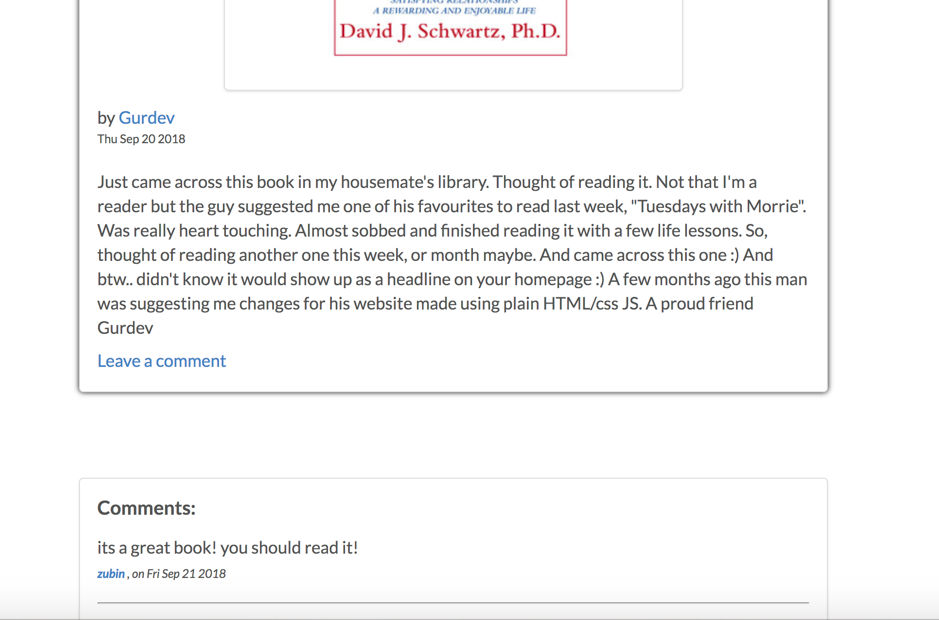 SATISFYING RELATIONSHIPS
A REWARDING AND ENJOYABLE LIFE
David J. Schwartz, Ph.D.
by Gurdev
Thu Sep 20 2018
Just came across this book in my housemate's library. Thought of reading it. Not that I'm a
reader but the guy suggested me one of his favourites to read last week, "Tuesdays with Morrie".
Was really heart touching. Almost sobbed and finished reading it with a few life lessons. So,
thought of reading another one this week, or month maybe. And came across this one :) And
btw.. didn't know it would show up as a headline on your homepage :) A few months ago this man
was suggesting me changes for his website made using plain HTML/css JS. A proud friend
Gurdev
Leave a comment
Comments:
its a great book! you should read it!
zubin , on Fri Sep 21 2018